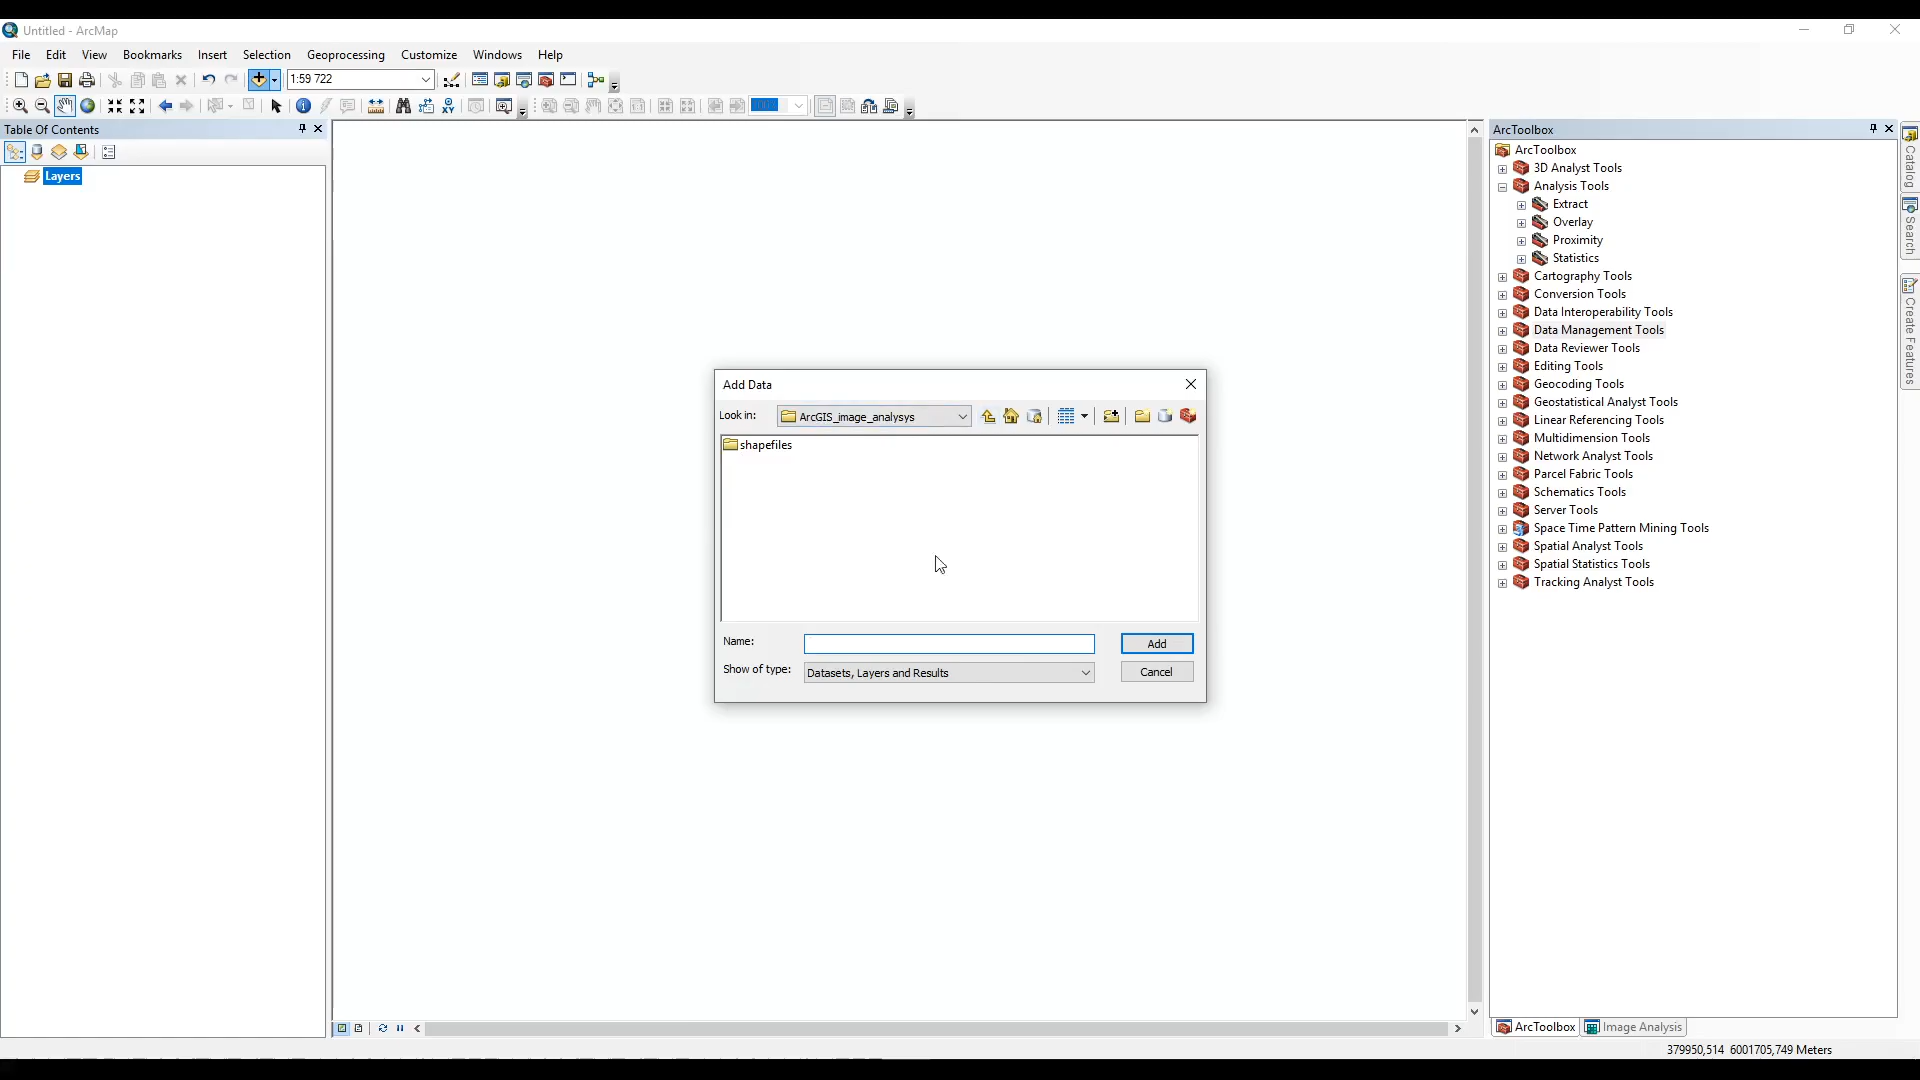 Untitled - ArcMap
File Edit View Bookmarks Insert Selection Geoprocessing Customize Windows Help
1:59 722
Table Of Contents
Layers
Add Data
Look in: ArcGIS_image_analysys
shapefiles
Name:
Add
Show of type: Datasets, Layers and Results
Cancel
ArcToolbox
ArcToolbox
3D Analyst Tools
Analysis Tools
Extract
Overlay
Proximity
Statistics
Cartography Tools
Conversion Tools
Data Interoperability Tools
Data Management Tools
Data Reviewer Tools
Editing Tools
Geocoding Tools
Geostatistical Analyst Tools
Linear Referencing Tools
Multidimension Tools
Network Analyst Tools
Parcel Fabric Tools
Schematics Tools
Server Tools
Space Time Pattern Mining Tools
Spatial Analyst Tools
Spatial Statistics Tools
Tracking Analyst Tools
Catalog
Search
Create Features
ArcToolbox Image Analysis
379950,514 6001705,749 Meters